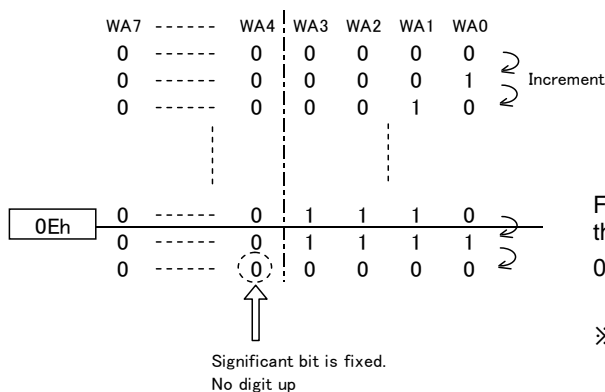 WA7 ------ WA4 WA3 WA2 WA1 WA0
0 ------ 0 0 0 0 0
0 ------ 0 0 0 0 1
Increment
0 ------ 0 0 0 1 0
0 ------ 0 1 1 1 0
0Eh
0 ------ 0 1 1 1 1
0 ------ 0 0 0 0 0
Significant bit is fixed.
No digit up
F
th
0
※